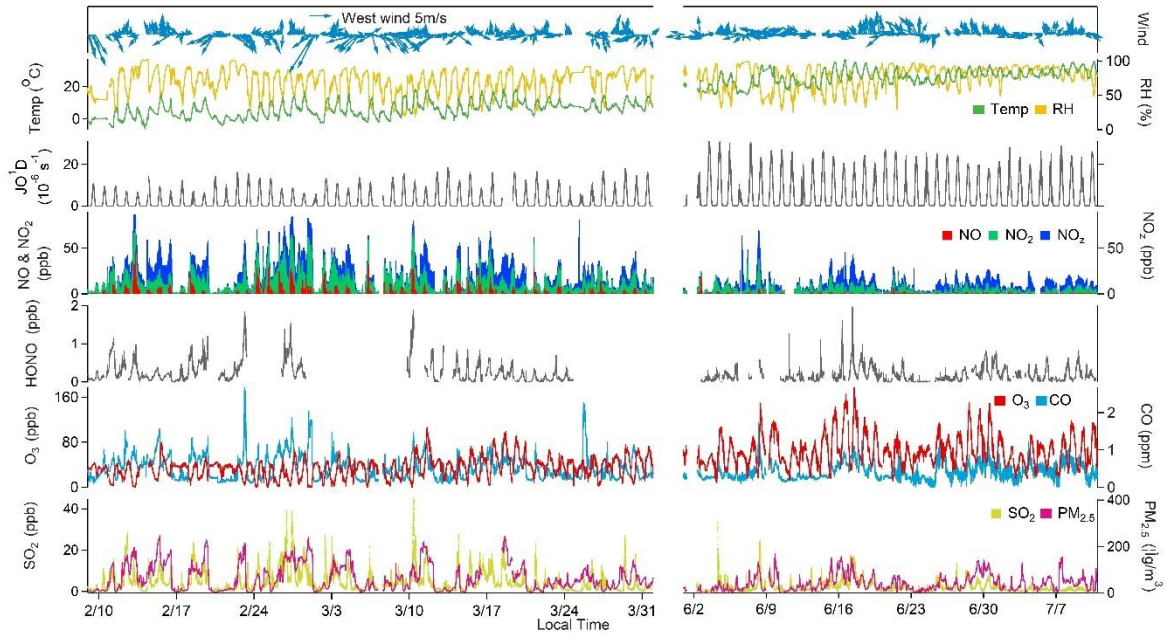 West wind 5m/s
Wind
Temp (°C)
20
0
100
50
0
RH (%)
Temp RH
JO¹D
(10⁻⁶ s⁻¹)
20
0
NO & NO₂
(ppb)
50
0
NO NO₂ NOz
50
0
NOz (ppb)
HONO (ppb)
2
1
0
O₃ (ppb)
160
80
0
O₃ CO
2
1
0
CO (ppm)
SO₂ (ppb)
40
20
0
SO₂ PM₂.₅
400
200
0
PM₂.₅ (¦lg/m³)
2/10 2/17 2/24 3/3 3/10 3/17 3/24 3/31 6/2 6/9 6/16 6/23 6/30 7/7
Local Time